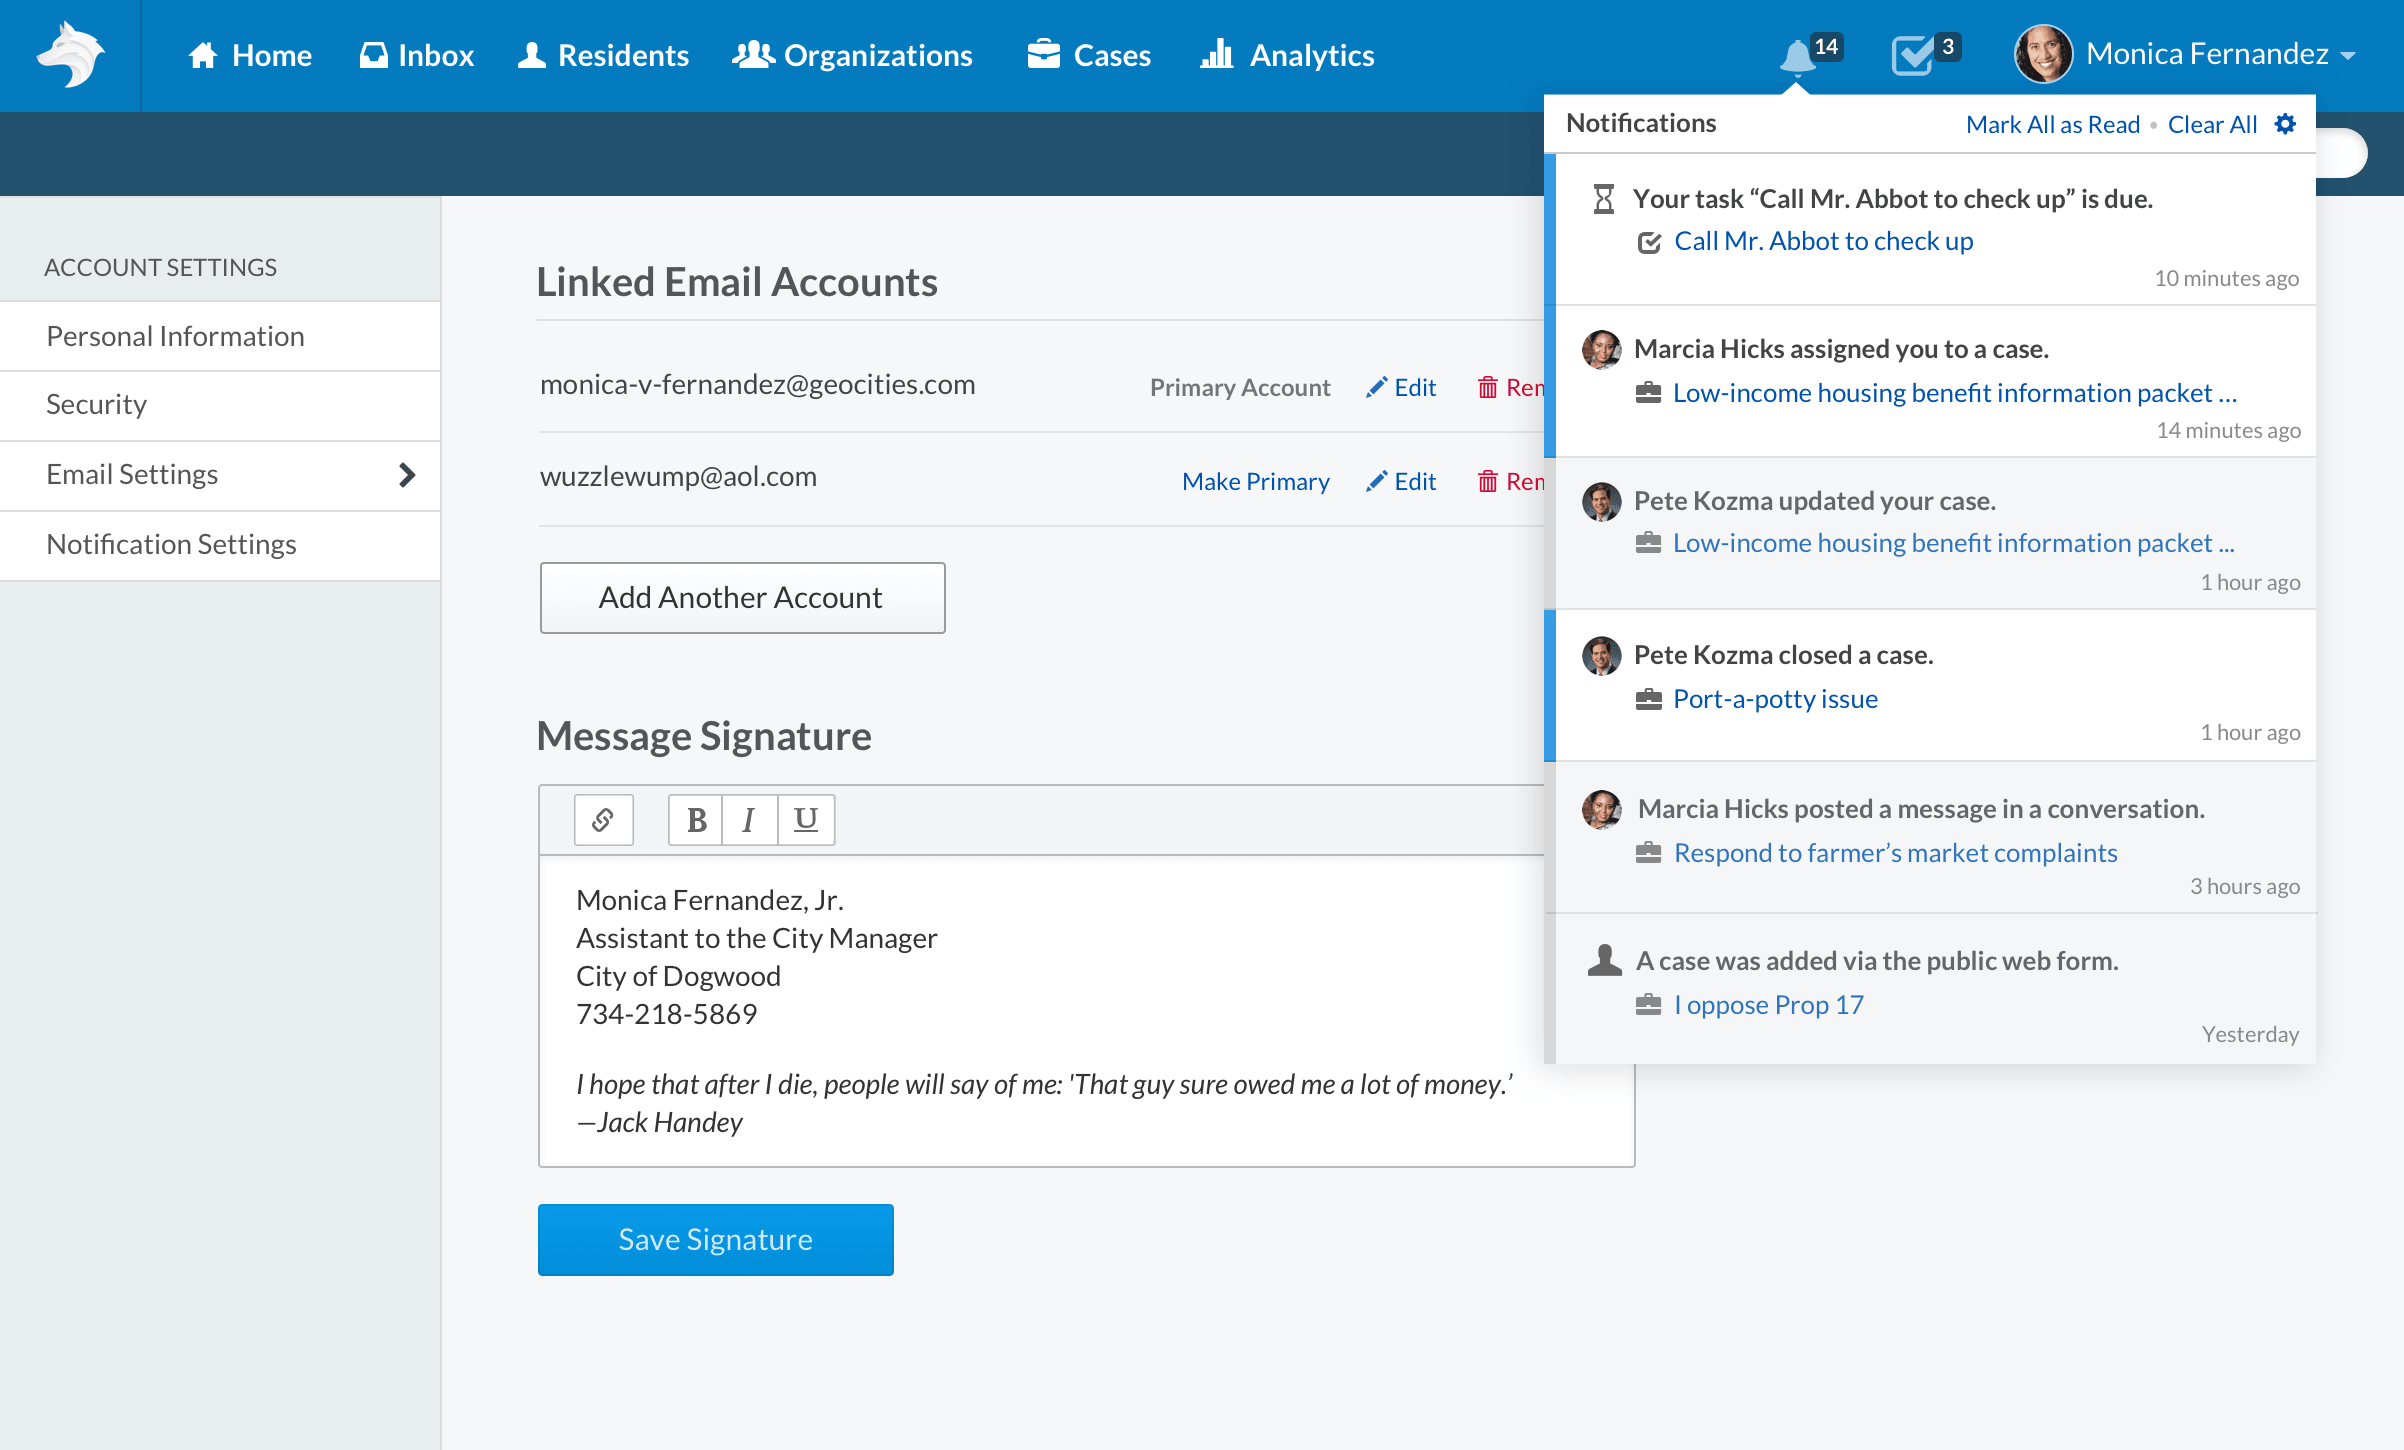 Home
Inbox
Residents
Organizations
Cases
Analytics
14
3
Monica Fernandez
Notifications
Mark All as Read • Clear All
Your task “Call Mr. Abbot to check up” is due.
Call Mr. Abbot to check up
10 minutes ago
Marcia Hicks assigned you to a case.
Low-income housing benefit information packet ...
14 minutes ago
Pete Kozma updated your case.
Low-income housing benefit information packet ...
1 hour ago
Pete Kozma closed a case.
Port-a-potty issue
1 hour ago
Marcia Hicks posted a message in a conversation.
Respond to farmer’s market complaints
3 hours ago
A case was added via the public web form.
I oppose Prop 17
Yesterday
ACCOUNT SETTINGS
Personal Information
Security
Email Settings
Notification Settings
Linked Email Accounts
monica-v-fernandez@geocities.com
Primary Account
Edit
wuzzlewump@aol.com
Make Primary
Edit
Add Another Account
Message Signature
B I U
Monica Fernandez, Jr.
Assistant to the City Manager
City of Dogwood
734-218-5869
I hope that after I die, people will say of me: 'That guy sure owed me a lot of money.’
—Jack Handey
Save Signature